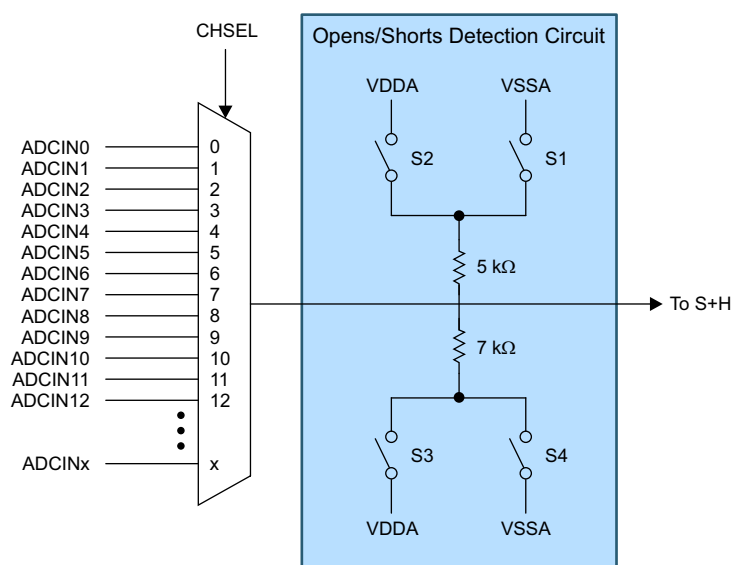 CHSEL
Opens/Shorts Detection Circuit
VDDA VSSA
S2 S1
ADCIN0 0
ADCIN1 1
ADCIN2 2
ADCIN3 3
ADCIN4 4
ADCIN5 5
ADCIN6 6
ADCIN7 7
ADCIN8 8
ADCIN9 9
ADCIN10 10
ADCIN11 11
ADCIN12 12
ADCINx x
5 kΩ
To S+H
7 kΩ
S3 S4
VDDA VSSA